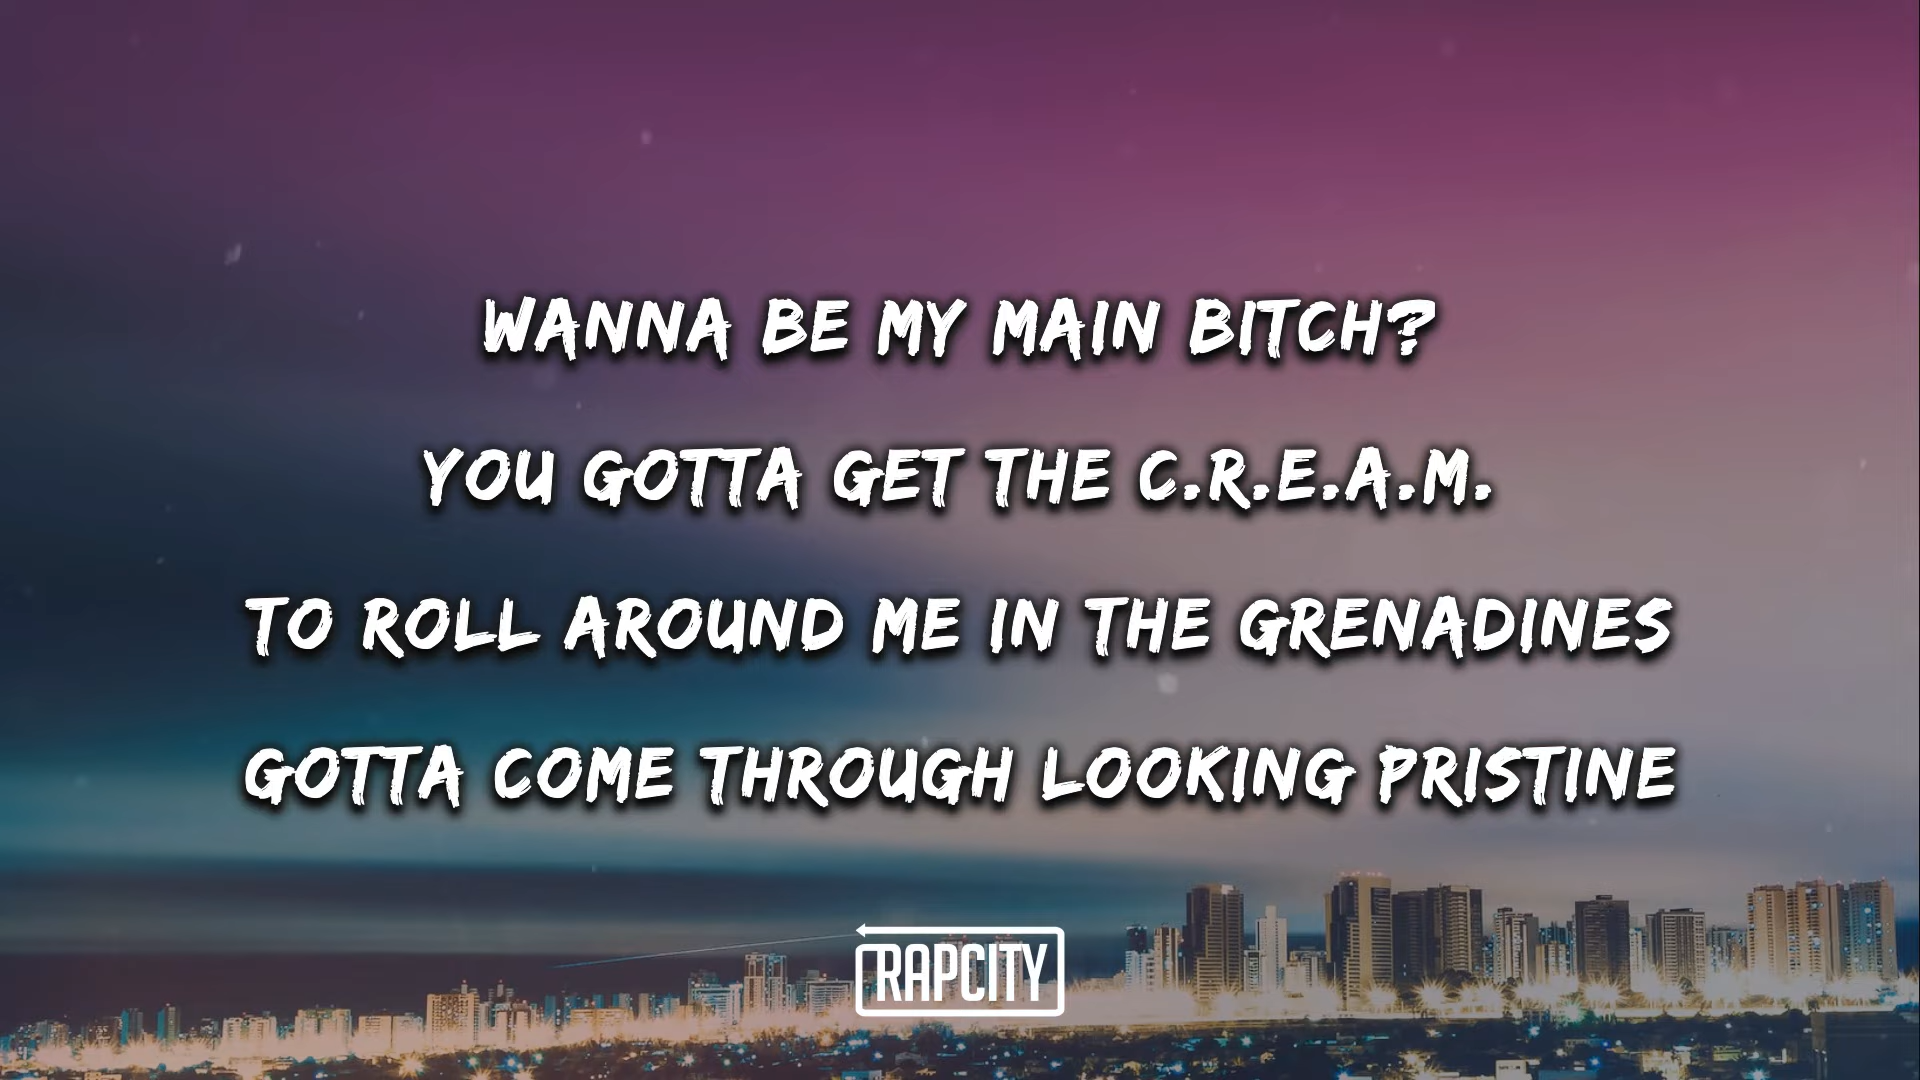 WANNA BE MY MAIN BITCH?
YOU GOTTA GET THE C.R.E.A.M.
TO ROLL AROUND ME IN THE GRENADINES
GOTTA COME THROUGH LOOKING PRISTINE
RAPCITY